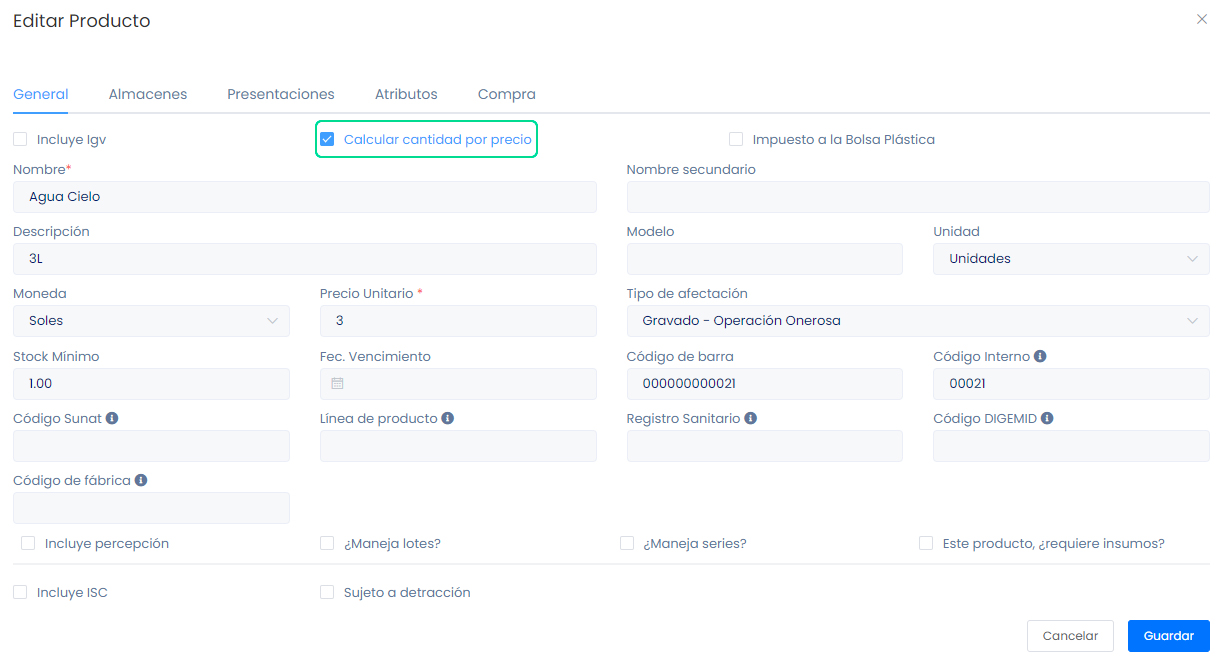 Editar Producto
General Almacenes Presentaciones Atributos Compra
Incluye Igv Calcular cantidad por precio Impuesto a la Bolsa Plástica
Nombre* Nombre secundario
Agua Cielo
Descripción Modelo Unidad
3L Unidades
Moneda Precio Unitario * Tipo de afectación
Soles 3 Gravado - Operación Onerosa
Stock Mínimo Fec. Vencimiento Código de barra Código Interno
1.00 000000000021 00021
Código Sunat Línea de producto Registro Sanitario Código DIGEMID
Código de fábrica
Incluye percepción ¿Maneja lotes? ¿Maneja series? Este producto, ¿requiere insumos?
Incluye ISC Sujeto a detracción
Cancelar Guardar